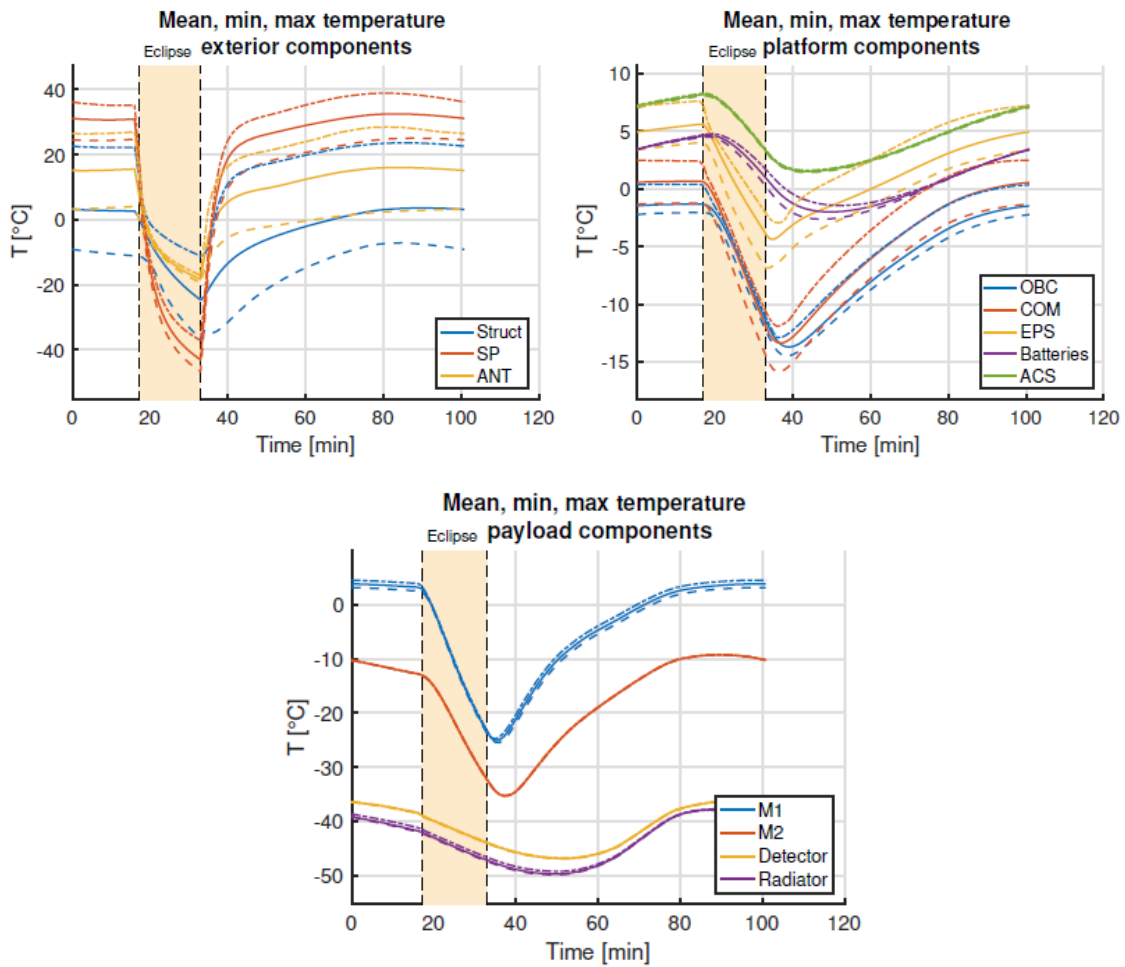 Mean, min, max temperature
exterior components
Eclipse
40
20
0
-20
-40
T [°C]
0
20
40
60
80
100
120
Time [min]
Struct
SP
ANT
Mean, min, max temperature
platform components
Eclipse
10
5
0
-5
-10
-15
T [°C]
0
20
40
60
80
100
120
Time [min]
OBC
COM
EPS
Batteries
ACS
Mean, min, max temperature
payload components
Eclipse
0
-10
-20
-30
-40
-50
T [°C]
0
20
40
60
80
100
120
Time [min]
M1
M2
Detector
Radiator